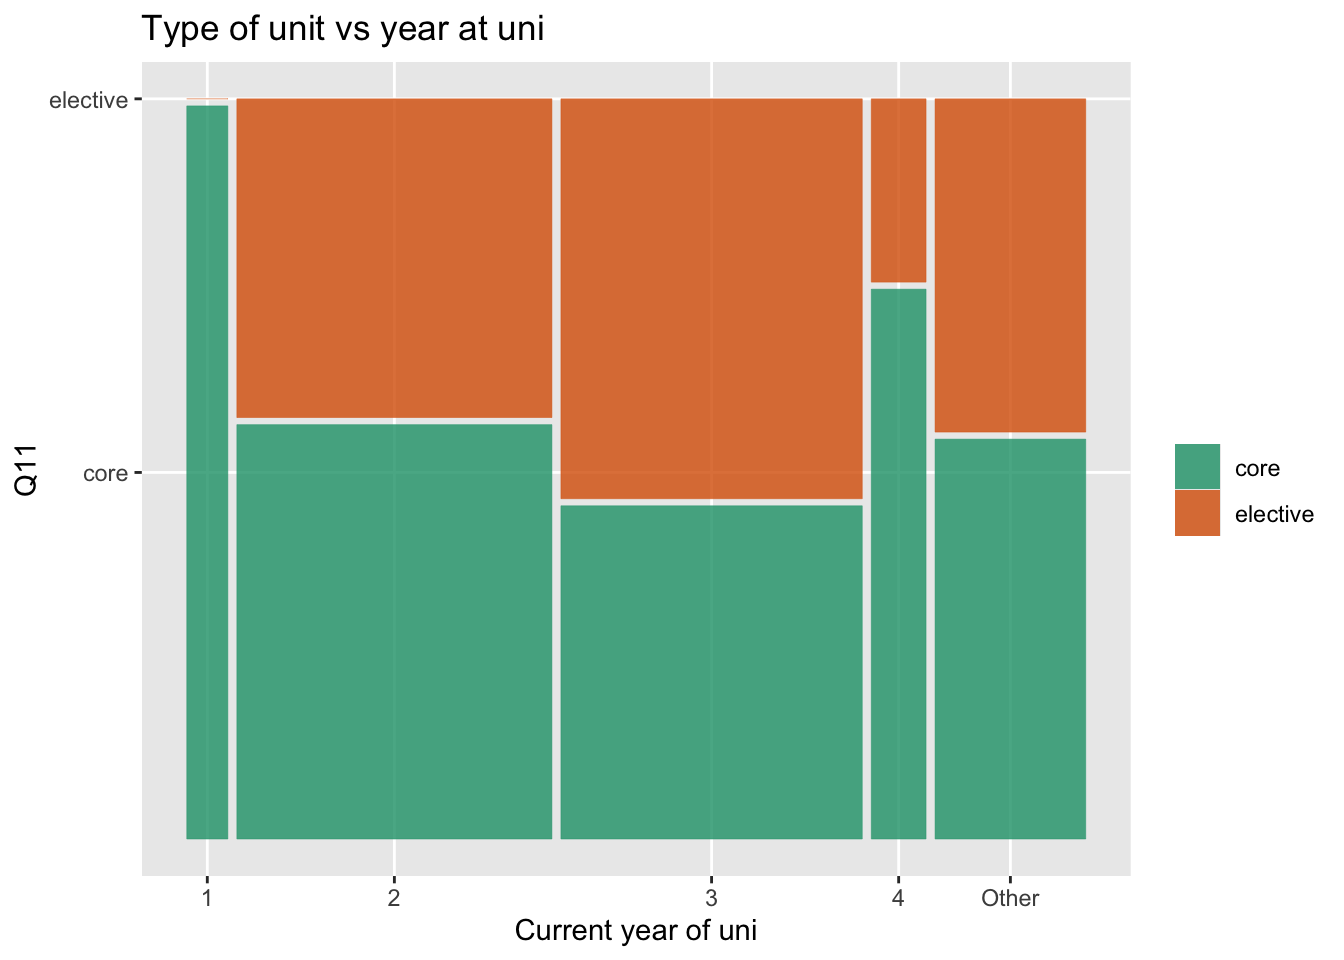 Type of unit vs year at uni
elective
core
Q11
core
elective
1 2 3 4 Other
Current year of uni